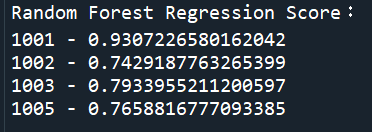 Random Forest Regression Score：
1001 - 0.9307226580162042
1002 - 0.7429187763265399
1003 - 0.7933955211200597
1005 - 0.7658816777093385